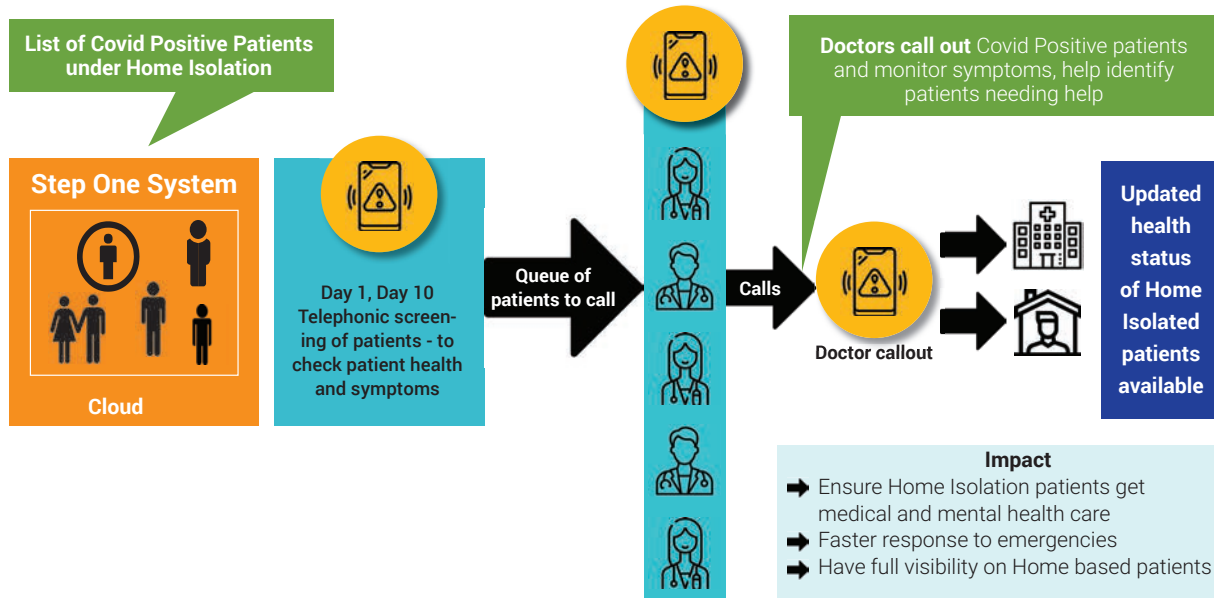 List of Covid Positive Patients
under Home Isolation
Step One System
Cloud
Day 1, Day 10
Telephonic screen-
ing of patients - to
check patient health
and symptoms
Queue of
patients to call
Calls
Doctors call out Covid Positive patients
and monitor symptoms, help identify
patients needing help
Doctor callout
Updated
health
status
of Home
Isolated
patients
available
Impact
Ensure Home Isolation patients get
medical and mental health care
Faster response to emergencies
Have full visibility on Home based patients